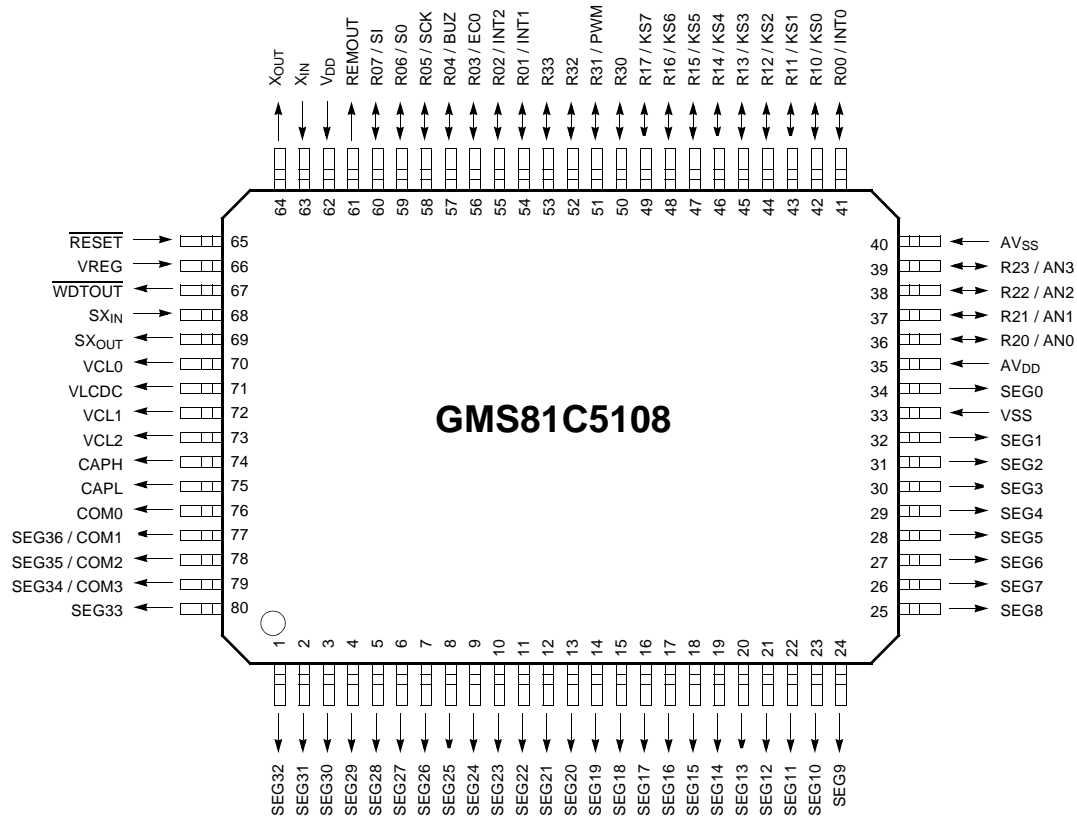 XOUT
XIN
VDD
REMOUT
R07 / SI
R06 / S0
R05 / SCK
R04 / BUZ
R03 / EC0
R02 / INT2
R01 / INT1
R33
R32
R31 / PWM
R30
R17 / KS7
R16 / KS6
R15 / KS5
R14 / KS4
R13 / KS3
R12 / KS2
R11 / KS1
R10 / KS0
R00 / INT0
64
63
62
61
60
59
58
57
56
55
54
53
52
51
50
49
48
47
46
45
44
43
42
41
RESET 65
VREG 66
WDTOUT 67
SXIN 68
SXOUT 69
VCL0 70
VLCDC 71
VCL1 72
VCL2 73
CAPH 74
CAPL 75
COM0 76
SEG36 / COM1 77
SEG35 / COM2 78
SEG34 / COM3 79
SEG33 80
GMS81C5108
40 AVSS
39 R23 / AN3
38 R22 / AN2
37 R21 / AN1
36 R20 / AN0
35 AVDD
34 SEG0
33 VSS
32 SEG1
31 SEG2
30 SEG3
29 SEG4
28 SEG5
27 SEG6
26 SEG7
25 SEG8
1
2
3
4
5
6
7
8
9
10
11
12
13
14
15
16
17
18
19
20
21
22
23
24
SEG32
SEG31
SEG30
SEG29
SEG28
SEG27
SEG26
SEG25
SEG24
SEG23
SEG22
SEG21
SEG20
SEG19
SEG18
SEG17
SEG16
SEG15
SEG14
SEG13
SEG12
SEG11
SEG10
SEG9